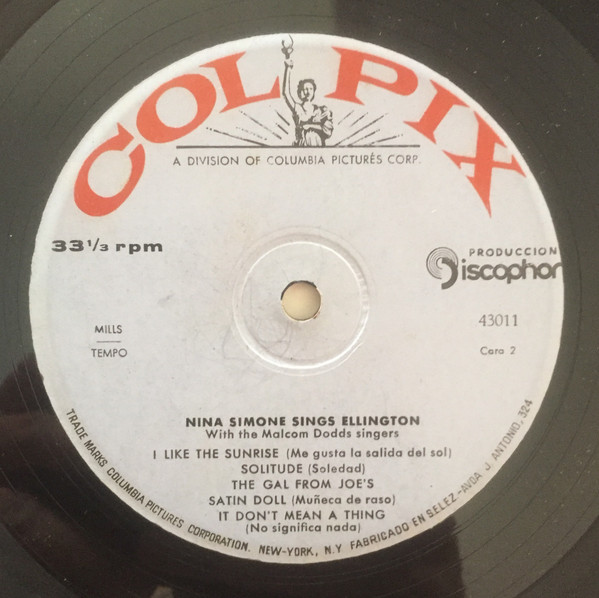 COLPIX
A DIVISION OF COLUMBIA PICTURES CORP.
33 1/3 rpm
PRODUCCION
Discophon
43011
Cara 2
MILLS
TEMPO
NINA SIMONE SINGS ELLINGTON
With the Malcom Dodds singers
I LIKE THE SUNRISE (Me gusta la salida del sol)
SOLITUDE (Soledad)
THE GAL FROM JOE'S
SATIN DOLL (Muñeca de raso)
IT DON'T MEAN A THING
(No significa nada)
TRADE MARKS COLUMBIA PICTURES CORPORATION. NEW-YORK, N.Y FABRICADO EN SELEZ-AVDA J. ANTONIO, 324